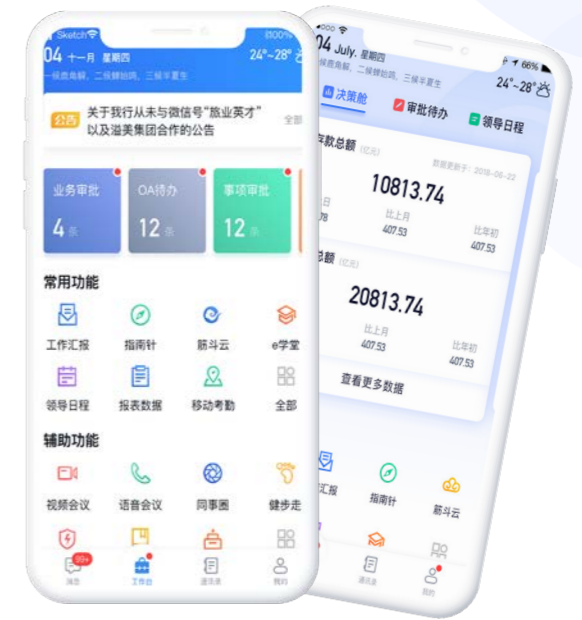 Sketch
100%
04 十一月 星期四
24°~28°
一候鹿角解，二候蝉始鸣，三候半夏生
公告
关于我行从未与微信号“旅业英才”
以及溢美集团合作的公告
全部
业务审批
4 条
OA待办
12 条
事项审批
12 条
常用功能
工作汇报
指南针
筋斗云
e学堂
领导日程
报表数据
移动考勤
全部
辅助功能
视频会议
语音会议
同事圈
健步走
99+
消息
工作台
通讯录
我的
66%
04 July. 星期四
24°~28°
候鹿角解，二候蝉始鸣，三候半夏生
决策舱
审批待办
领导日程
存款总额 (亿元)
数据更新于：2018-06-22
10813.74
日
78
比上月
407.53
比年初
407.53
总额 (亿元)
20813.74
比上月
407.53
比年初
407.53
查看更多数据
汇报
指南针
筋斗云
通讯录
我的